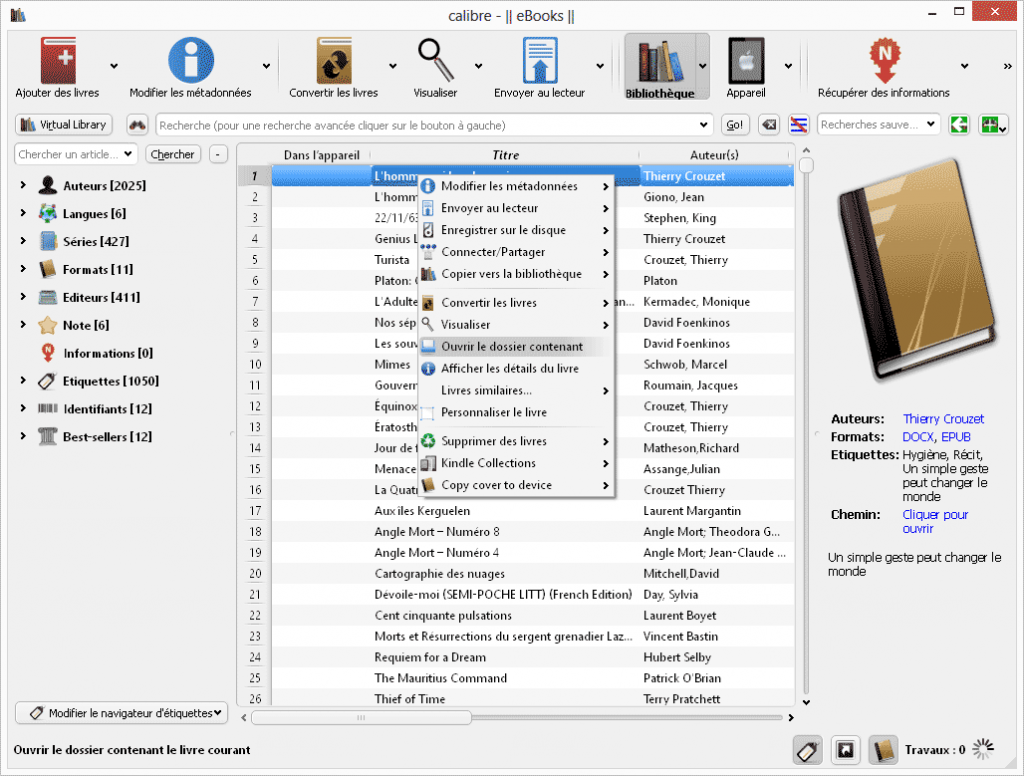 calibre - || eBooks ||
Ajouter des livres
Modifier les métadonnées
Convertir les livres
Visualiser
Envoyer au lecteur
Bibliothèque
Appareil
Récupérer des informations
Virtual Library
Recherche (pour une recherche avancée cliquer sur le bouton à gauche)
Go!
Recherches sauve...
Chercher un article...
Chercher
-
Auteurs [2025]
Langues [6]
Séries [427]
Formats [11]
Editeurs [411]
Note [6]
Informations [0]
Etiquettes [1050]
Identifiants [12]
Best-sellers [12]
Modifier le navigateur d'étiquettes
Dans l'appareil Titre Auteur(s)
1 L'homm Thierry Crouzet
2 L'homm Giono, Jean
3 22/11/63 Stephen, King
4 Genius L Thierry Crouzet
5 Turista Crouzet, Thierry
6 Platon: Platon
7 L'Adulte an... Kermadec, Monique
8 Nos sép David Foenkinos
9 Les souv David Foenkinos
10 Mimes Schwob, Marcel
11 Gouvern Roumain, Jacques
12 Équinox Crouzet, Thierry
13 Ératosth Crouzet, Thierry
14 Jour de Matheson,Richard
15 Menace Assange,Julian
16 La Quatr Crouzet Thierry
17 Aux iles Kerguelen Laurent Margantin
18 Angle Mort – Numéro 8 Angle Mort; Theodora G...
19 Angle Mort – Numéro 4 Angle Mort; Jean-Claude ...
20 Cartographie des nuages Mitchell,David
21 Dévoile-moi (SEMI-POCHE LITT) (French Edition) Day, Sylvia
22 Cent cinquante pulsations Laurent Boyet
23 Morts et Résurrections du sergent grenadier Laz... Vincent Bastin
24 Requiem for a Dream Hubert Selby
25 The Mauritius Command Patrick O'Brian
26 Thief of Time Terry Pratchett
Modifier les métadonnées
Envoyer au lecteur
Enregistrer sur le disque
Connecter/Partager
Copier vers la bibliothèque
Convertir les livres
Visualiser
Ouvrir le dossier contenant
Afficher les détails du livre
Livres similaires...
Personnaliser le livre
Supprimer des livres
Kindle Collections
Copy cover to device
Auteurs: Thierry Crouzet
Formats: DOCX, EPUB
Etiquettes: Hygiène, Récit,
Un simple geste
peut changer le
monde
Chemin: Cliquer pour
ouvrir
Un simple geste peut changer le
monde
Ouvrir le dossier contenant le livre courant
Travaux : 0